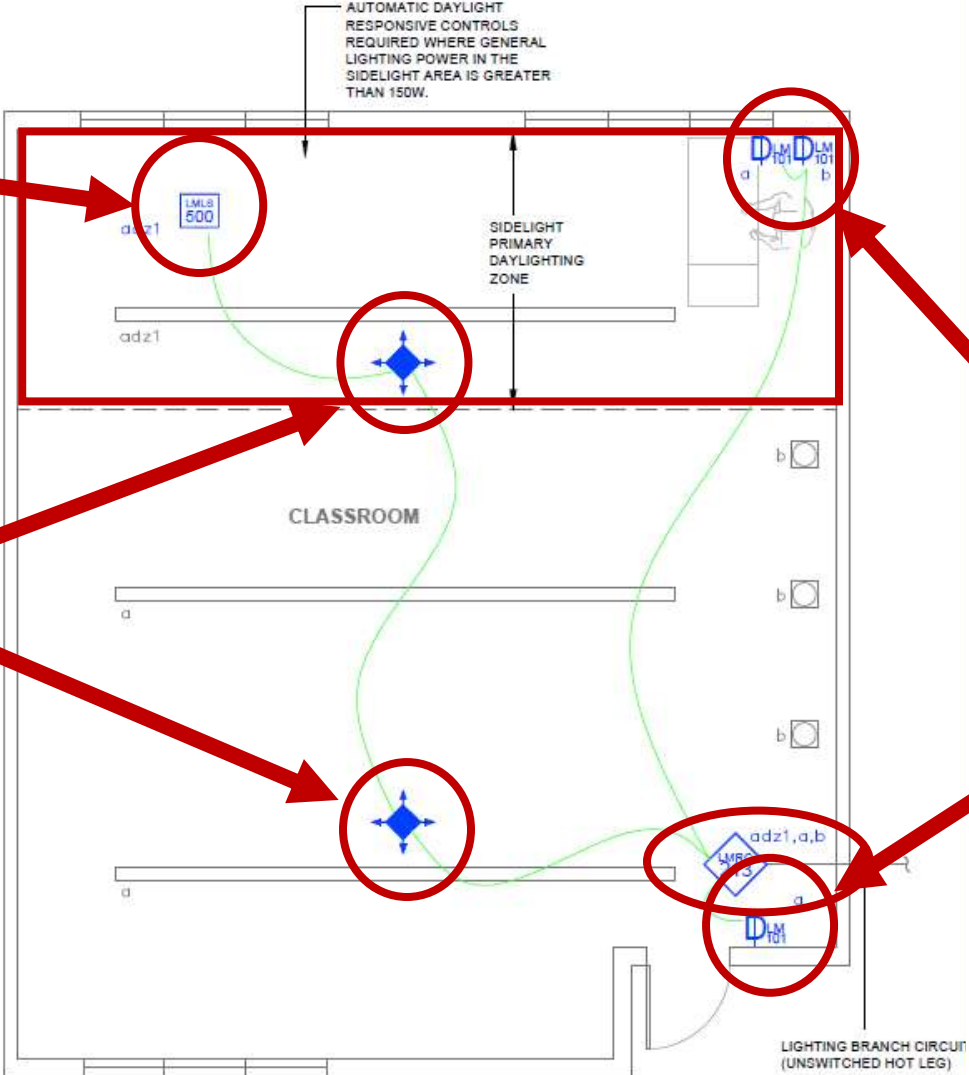 AUTOMATIC DAYLIGHT
RESPONSIVE CONTROLS
REQUIRED WHERE GENERAL
LIGHTING POWER IN THE
SIDELIGHT AREA IS GREATER
THAN 150W.
D LM 101 D LM 101
a b
LMLS
500
adz1
SIDELIGHT
PRIMARY
DAYLIGHTING
ZONE
adz1
b
CLASSROOM
b
a
b
adz1,a,b
a
a
D LM 101
LIGHTING BRANCH CIRCUIT
(UNSWITCHED HOT LEG)